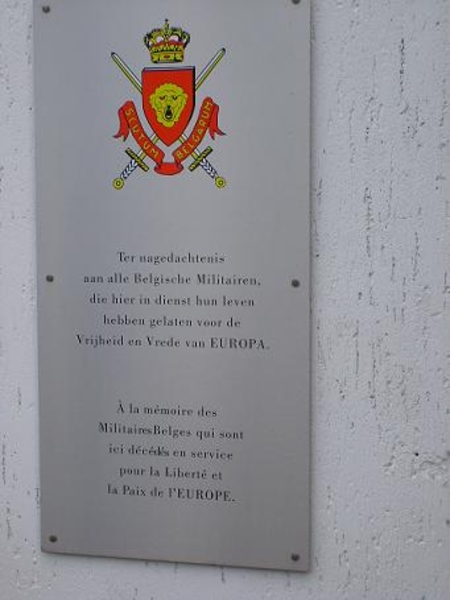 SCUTUM BELGARUM
Ter nagedachtenis
aan alle Belgische Militairen,
die hier in dienst hun leven
hebben gelaten voor de
Vrijheid en Vrede van EUROPA.
À la mémoire des
MilitairesBelges qui sont
ici décédés en service
pour la Liberté et
la Paix de l'EUROPE.